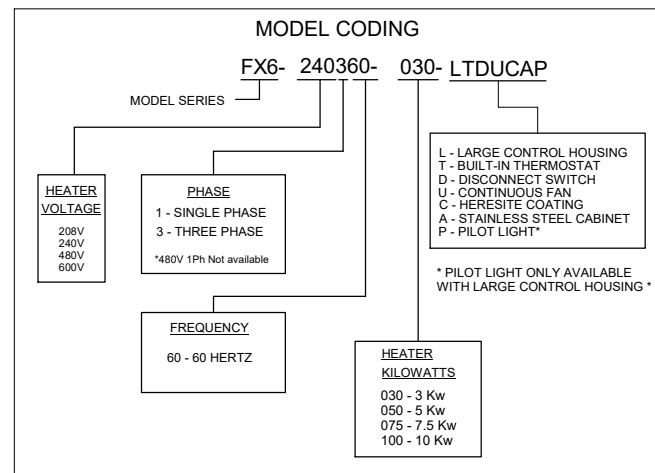 MODEL CODING
FX6- 240360- 030- LTDUCAP
MODEL SERIES
HEATER
VOLTAGE
208V
240V
480V
600V
PHASE
1 - SINGLE PHASE
3 - THREE PHASE
*480V 1Ph Not available
FREQUENCY
60 - 60 HERTZ
HEATER
KILOWATTS
030 - 3 Kw
050 - 5 Kw
075 - 7.5 Kw
100 - 10 Kw
L - LARGE CONTROL HOUSING
T - BUILT-IN THERMOSTAT
D - DISCONNECT SWITCH
U - CONTINUOUS FAN
C - HERESITE COATING
A - STAINLESS STEEL CABINET
P - PILOT LIGHT*
* PILOT LIGHT ONLY AVAILABLE
WITH LARGE CONTROL HOUSING *